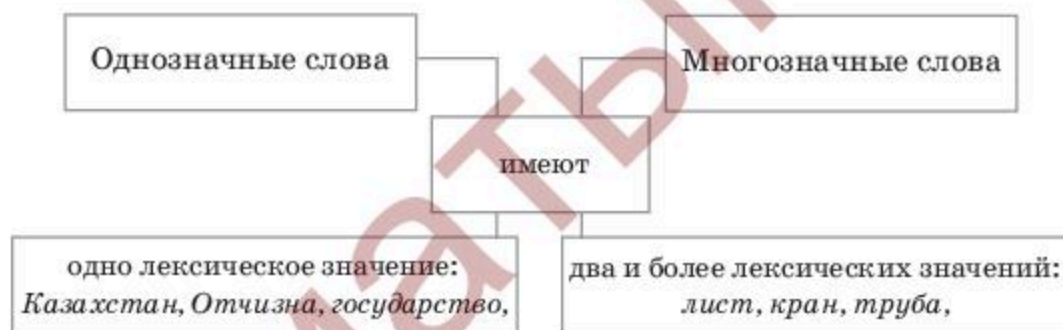 Однозначные слова
Многозначные слова
имеют
одно лексическое значение:
Казахстан, Отчизна, государство,
два и более лексических значений:
лист, кран, труба,